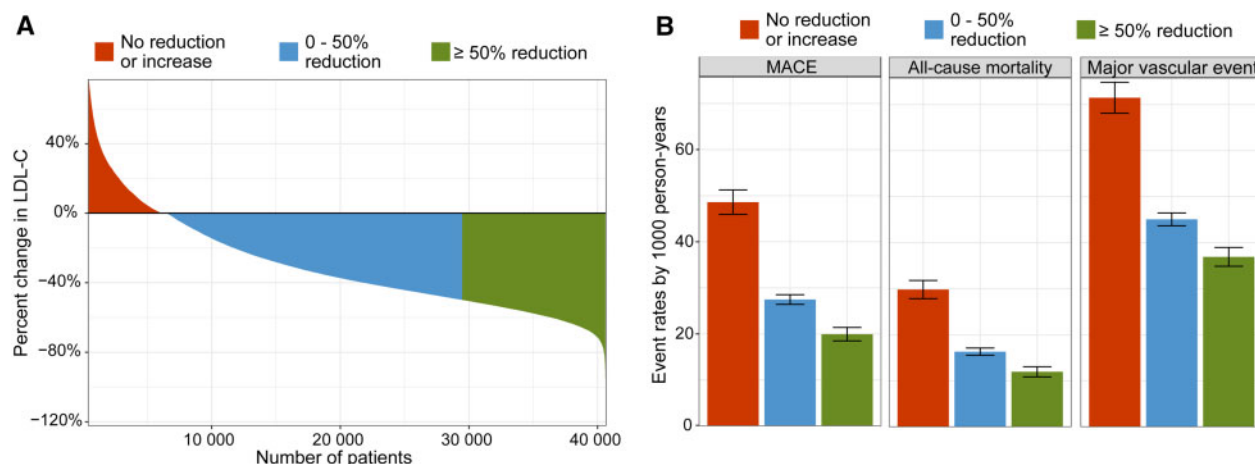 A
No reduction
or increase
0 - 50%
reduction
≥ 50% reduction
Percent change in LDL-C
40%
0%
−40%
−80%
−120%
10 000
20 000
30 000
40 000
Number of patients
B
No reduction
or increase
0 - 50%
reduction
≥ 50% reduction
MACE
All-cause mortality
Major vascular event
Event rates by 1000 person-years
60
40
20
0